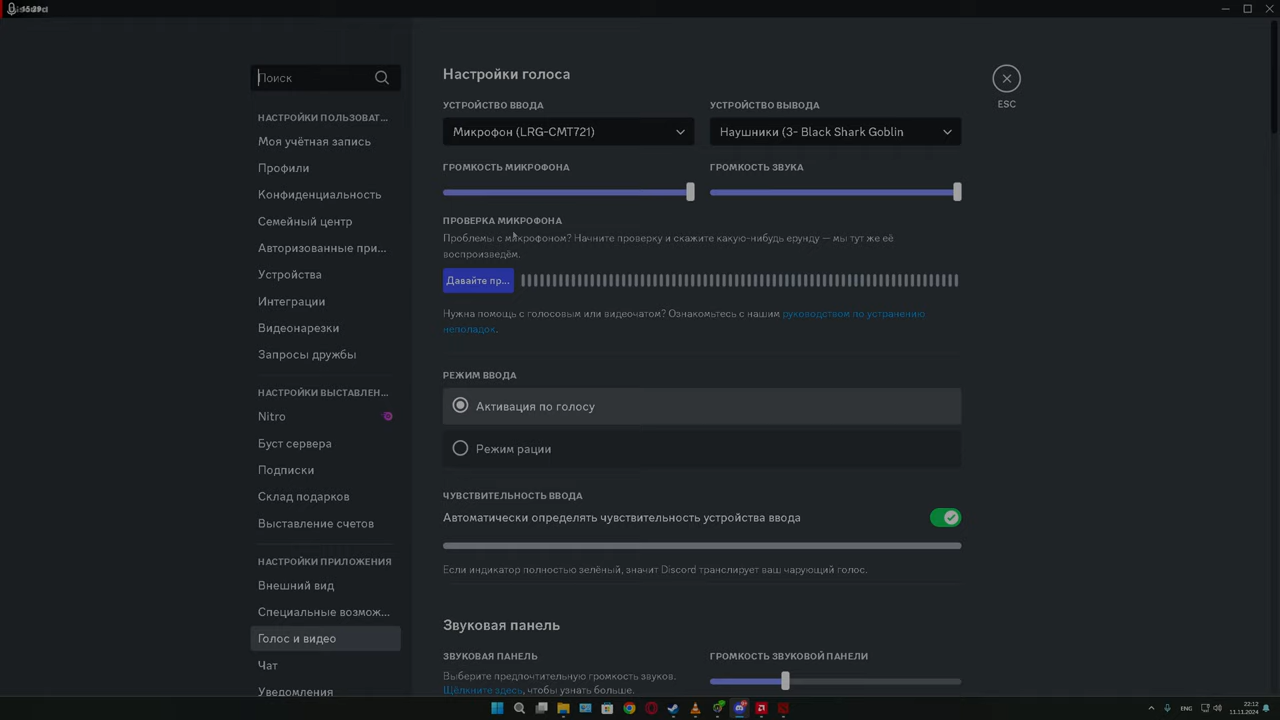 Поиск
НАСТРОЙКИ ПОЛЬЗОВАТ...
Моя учётная запись
Профили
Конфиденциальность
Семейный центр
Авторизованные при...
Устройства
Интеграции
Видеонарезки
Запросы дружбы
НАСТРОЙКИ ВЫСТАВЛЕН...
Nitro
Буст сервера
Подписки
Склад подарков
Выставление счетов
НАСТРОЙКИ ПРИЛОЖЕНИЯ
Внешний вид
Специальные возмож...
Голос и видео
Чат
Уведомления
Настройки голоса
УСТРОЙСТВО ВВОДА
УСТРОЙСТВО ВЫВОДА
Микрофон (LRG-CMT721)
Наушники (3- Black Shark Goblin
ГРОМКОСТЬ МИКРОФОНА
ГРОМКОСТЬ ЗВУКА
ПРОВЕРКА МИКРОФОНА
Проблемы с микрофоном? Начните проверку и скажите какую-нибудь ерунду — мы тут же её
воспроизведём.
Давайте пр...
Нужна помощь с голосовым или видеочатом? Ознакомьтесь с нашим руководством по устранению
неполадок.
РЕЖИМ ВВОДА
Активация по голосу
Режим рации
ЧУВСТВИТЕЛЬНОСТЬ ВВОДА
Автоматически определять чувствительность устройства ввода
Если индикатор полностью зелёный, значит Discord транслирует ваш чарующий голос.
Звуковая панель
ЗВУКОВАЯ ПАНЕЛЬ
ГРОМКОСТЬ ЗВУКОВОЙ ПАНЕЛИ
Выберите предпочтительную громкость звуков.
Щёлкните здесь, чтобы узнать больше.
ESC
ENG
22:12
11.11.2024